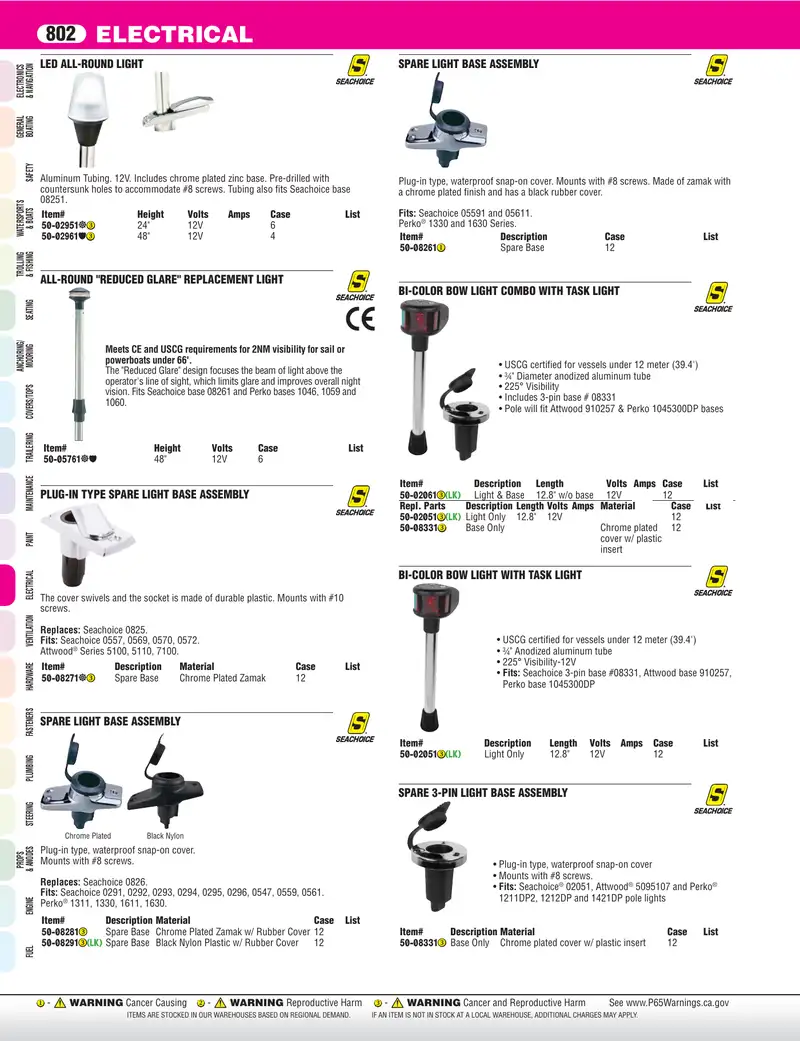 802 ELECTRICAL
ELECTRONICS & NAVIGATION
GENERAL BOATING
SAFETY
WATERSPORTS & BOATS
TROLLING & FISHING
SEATING
ANCHORING/ MOORING
COVERS/TOPS
TRAILERING
MAINTENANCE
PAINT
ELECTRICAL
VENTILATION
HARDWARE
FASTENERS
PLUMBING
STEERING
PROPS & ANODES
ENGINE
FUEL
LED ALL-ROUND LIGHT
SEACHOICE
Aluminum Tubing. 12V. Includes chrome plated zinc base. Pre-drilled with
countersunk holes to accommodate #8 screws. Tubing also fits Seachoice base
08251.
Item# Height Volts Amps Case List
50-02951 3 24" 12V 6
50-02961 3 48" 12V 4
ALL-ROUND "REDUCED GLARE" REPLACEMENT LIGHT
SEACHOICE
CE
Meets CE and USCG requirements for 2NM visibility for sail or
powerboats under 66'.
The "Reduced Glare" design focuses the beam of light above the
operator's line of sight, which limits glare and improves overall night
vision. Fits Seachoice base 08261 and Perko bases 1046, 1059 and
1060.
Item# Height Volts Case List
50-05761 48" 12V 6
PLUG-IN TYPE SPARE LIGHT BASE ASSEMBLY
SEACHOICE
The cover swivels and the socket is made of durable plastic. Mounts with #10
screws.
Replaces: Seachoice 0825.
Fits: Seachoice 0557, 0569, 0570, 0572.
Attwood® Series 5100, 5110, 7100.
Item# Description Material Case List
50-08271 3 Spare Base Chrome Plated Zamak 12
SPARE LIGHT BASE ASSEMBLY
SEACHOICE
Chrome Plated Black Nylon
Plug-in type, waterproof snap-on cover.
Mounts with #8 screws.
Replaces: Seachoice 0826.
Fits: Seachoice 0291, 0292, 0293, 0294, 0295, 0296, 0547, 0559, 0561.
Perko® 1311, 1330, 1611, 1630.
Item# Description Material Case List
50-08281 3 Spare Base Chrome Plated Zamak w/ Rubber Cover 12
50-08291 3 (LK) Spare Base Black Nylon Plastic w/ Rubber Cover 12
SPARE LIGHT BASE ASSEMBLY
SEACHOICE
Plug-in type, waterproof snap-on cover. Mounts with #8 screws. Made of zamak with
a chrome plated finish and has a black rubber cover.
Fits: Seachoice 05591 and 05611.
Perko® 1330 and 1630 Series.
Item# Description Case List
50-08261 1 Spare Base 12
BI-COLOR BOW LIGHT COMBO WITH TASK LIGHT
SEACHOICE
• USCG certified for vessels under 12 meter (39.4')
• ¾" Diameter anodized aluminum tube
• 225° Visibility
• Includes 3-pin base # 08331
• Pole will fit Attwood 910257 & Perko 1045300DP bases
Item# Description Length Volts Amps Case List
50-02061 3 (LK) Light & Base 12.8" w/o base 12V 12
Repl. Parts Description Length Volts Amps Material Case List
50-02051 3 (LK) Light Only 12.8" 12V 12
50-08331 3 Base Only Chrome plated 12
cover w/ plastic
insert
BI-COLOR BOW LIGHT WITH TASK LIGHT
SEACHOICE
• USCG certified for vessels under 12 meter (39.4')
• ¾" Anodized aluminum tube
• 225° Visibility-12V
• Fits: Seachoice 3-pin base #08331, Attwood base 910257,
Perko base 1045300DP
Item# Description Length Volts Amps Case List
50-02051 3 (LK) Light Only 12.8" 12V 12
SPARE 3-PIN LIGHT BASE ASSEMBLY
SEACHOICE
• Plug-in type, waterproof snap-on cover
• Mounts with #8 screws.
• Fits: Seachoice® 02051, Attwood® 5095107 and Perko®
1211DP2, 1212DP and 1421DP pole lights
Item# Description Material Case List
50-08331 3 Base Only Chrome plated cover w/ plastic insert 12
1 - WARNING Cancer Causing 2 - WARNING Reproductive Harm 3 - WARNING Cancer and Reproductive Harm See www.P65Warnings.ca.gov
ITEMS ARE STOCKED IN OUR WAREHOUSES BASED ON REGIONAL DEMAND. IF AN ITEM IS NOT IN STOCK AT A LOCAL WAREHOUSE, ADDITIONAL CHARGES MAY APPLY.